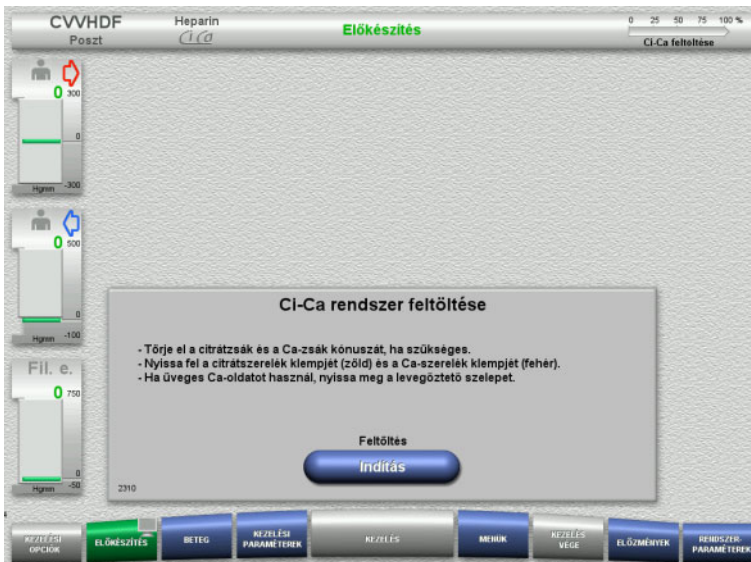 CVVHDF
Poszt
Heparin
Ci Ca
Előkészítés
0 25 50 75 100 %
Ci-Ca feltöltése
0
300
0
-300
Hgmm
0
500
0
-100
Hgmm
Fil. e.
0
750
0
-50
Hgmm
Ci-Ca rendszer feltöltése
- Törje el a citrátzsák és a Ca-zsák kónuszát, ha szükséges.
- Nyissa fel a citrátszerelék klempjét (zöld) és a Ca-szerelék klempjét (fehér).
- Ha üveges Ca-oldatot használ, nyissa meg a levegőztető szelepet.
Feltöltés
Indítás
2310
KEZELÉSI
OPCIÓK
ELŐKÉSZÍTÉS
BETEG
KEZELÉSI
PARAMÉTEREK
KEZELÉS
MENÜK
KEZELÉS
VÉGE
ELŐZMÉNYEK
RENDSZER-
PARAMÉTEREK